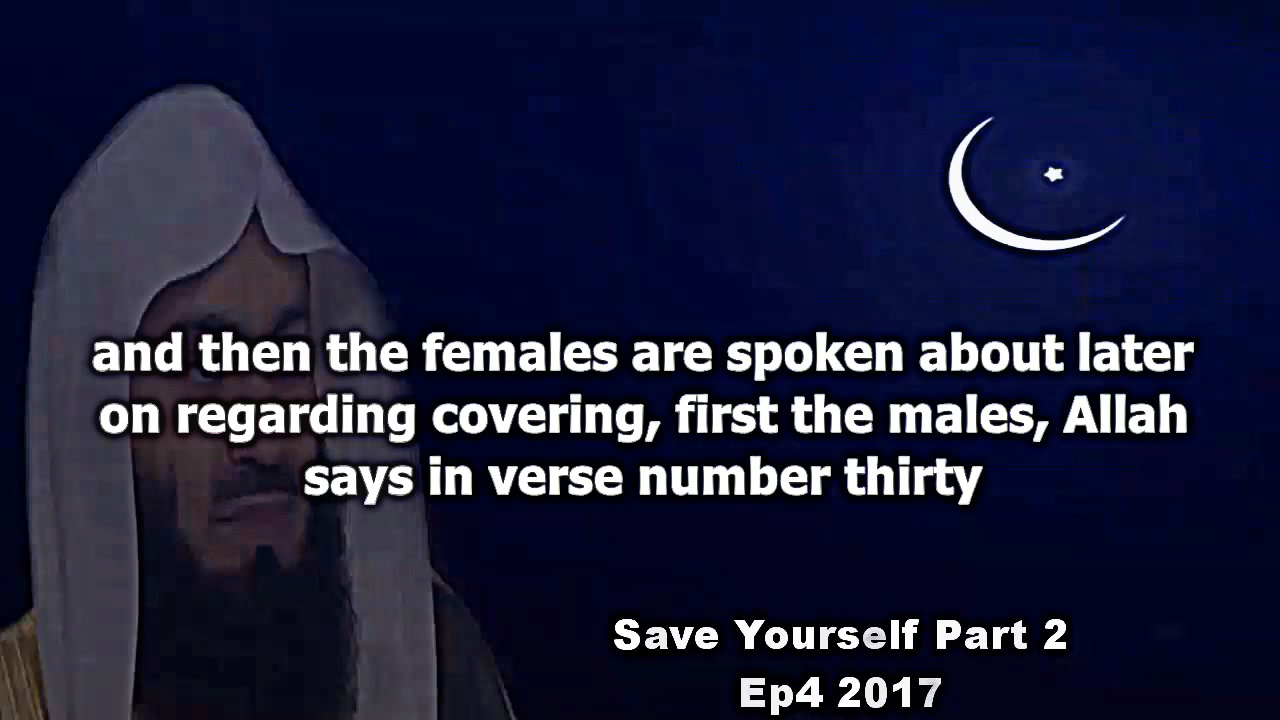 and then the females are spoken about later
on regarding covering, first the males, Allah
says in verse number thirty
Save Yourself Part 2
Ep4 2017